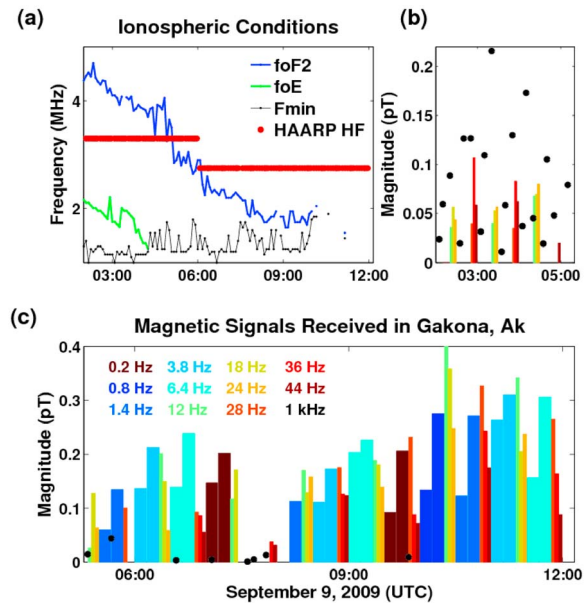 (a) Ionospheric Conditions
foF2
foE
Fmin
HAARP HF
Frequency (MHz)
4
2
03:00 06:00 09:00 12:00
(b)
Magnitude (pT)
0.2
0.15
0.1
0.05
0
03:00 05:00
(c) Magnetic Signals Received in Gakona, Ak
0.2 Hz 3.8 Hz 18 Hz 36 Hz
0.8 Hz 6.4 Hz 24 Hz 44 Hz
1.4 Hz 12 Hz 28 Hz 1 kHz
Magnitude (pT)
0.4
0.3
0.2
0.1
0
06:00 09:00 12:00
September 9, 2009 (UTC)